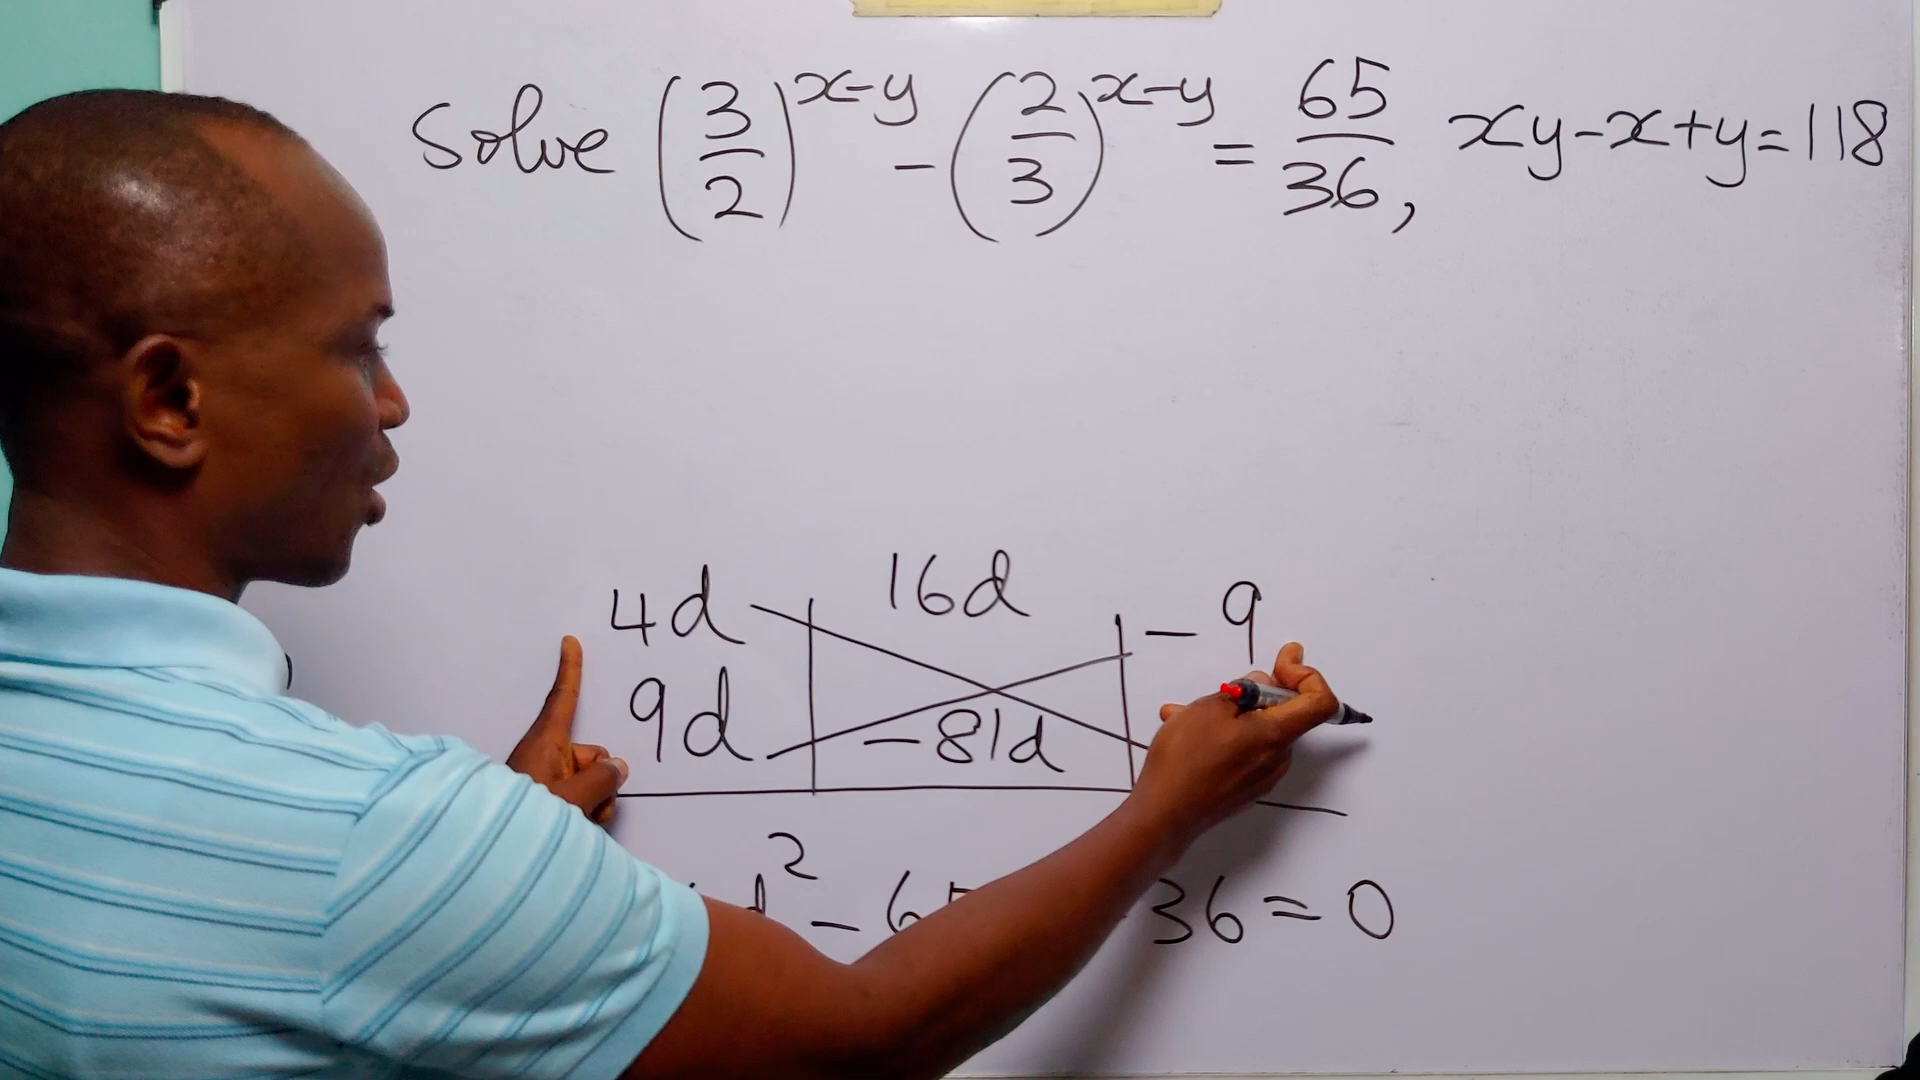 Solve (3/2)^(x-y) - (2/3)^(x-y) = 65/36, xy-x+y=118
4d 16d -9
9d -81d
d² - 6 36 = 0